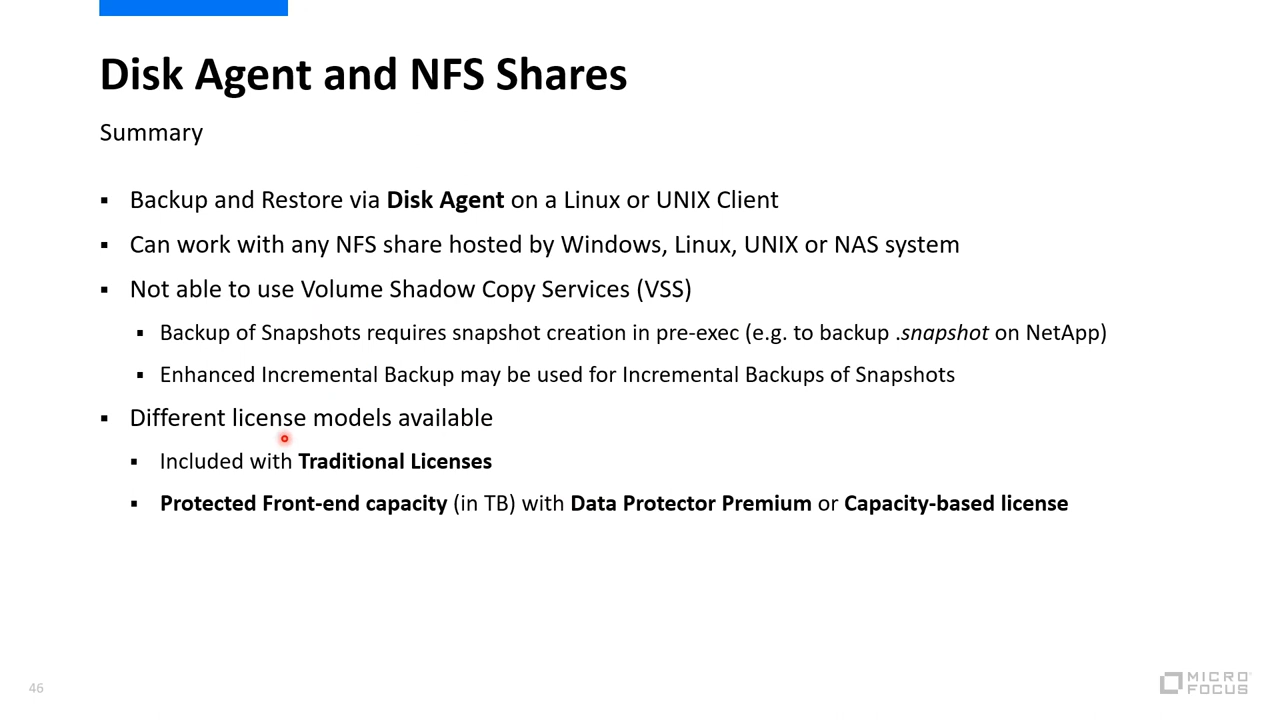 Disk Agent and NFS Shares
Summary
▪ Backup and Restore via Disk Agent on a Linux or UNIX Client
▪ Can work with any NFS share hosted by Windows, Linux, UNIX or NAS system
▪ Not able to use Volume Shadow Copy Services (VSS)
▪ Backup of Snapshots requires snapshot creation in pre-exec (e.g. to backup .snapshot on NetApp)
▪ Enhanced Incremental Backup may be used for Incremental Backups of Snapshots
▪ Different license models available
▪ Included with Traditional Licenses
▪ Protected Front-end capacity (in TB) with Data Protector Premium or Capacity-based license
46
MICRO
FOCUS